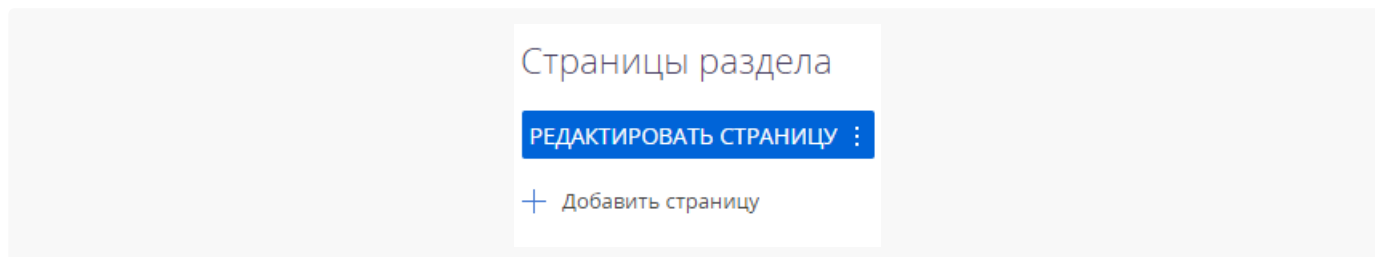 Страницы раздела
РЕДАКТИРОВАТЬ СТРАНИЦУ
Добавить страницу